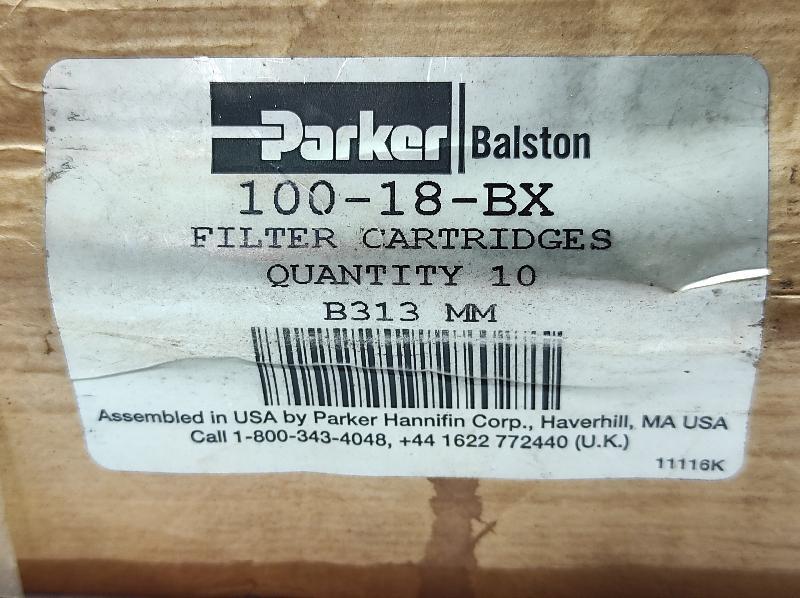 Parker Balston
100-18-BX
FILTER CARTRIDGES
QUANTITY 10
B313 MM
Assembled in USA by Parker Hannifin Corp., Haverhill, MA USA
Call 1-800-343-4048, +44 1622 772440 (U.K.)
11116K